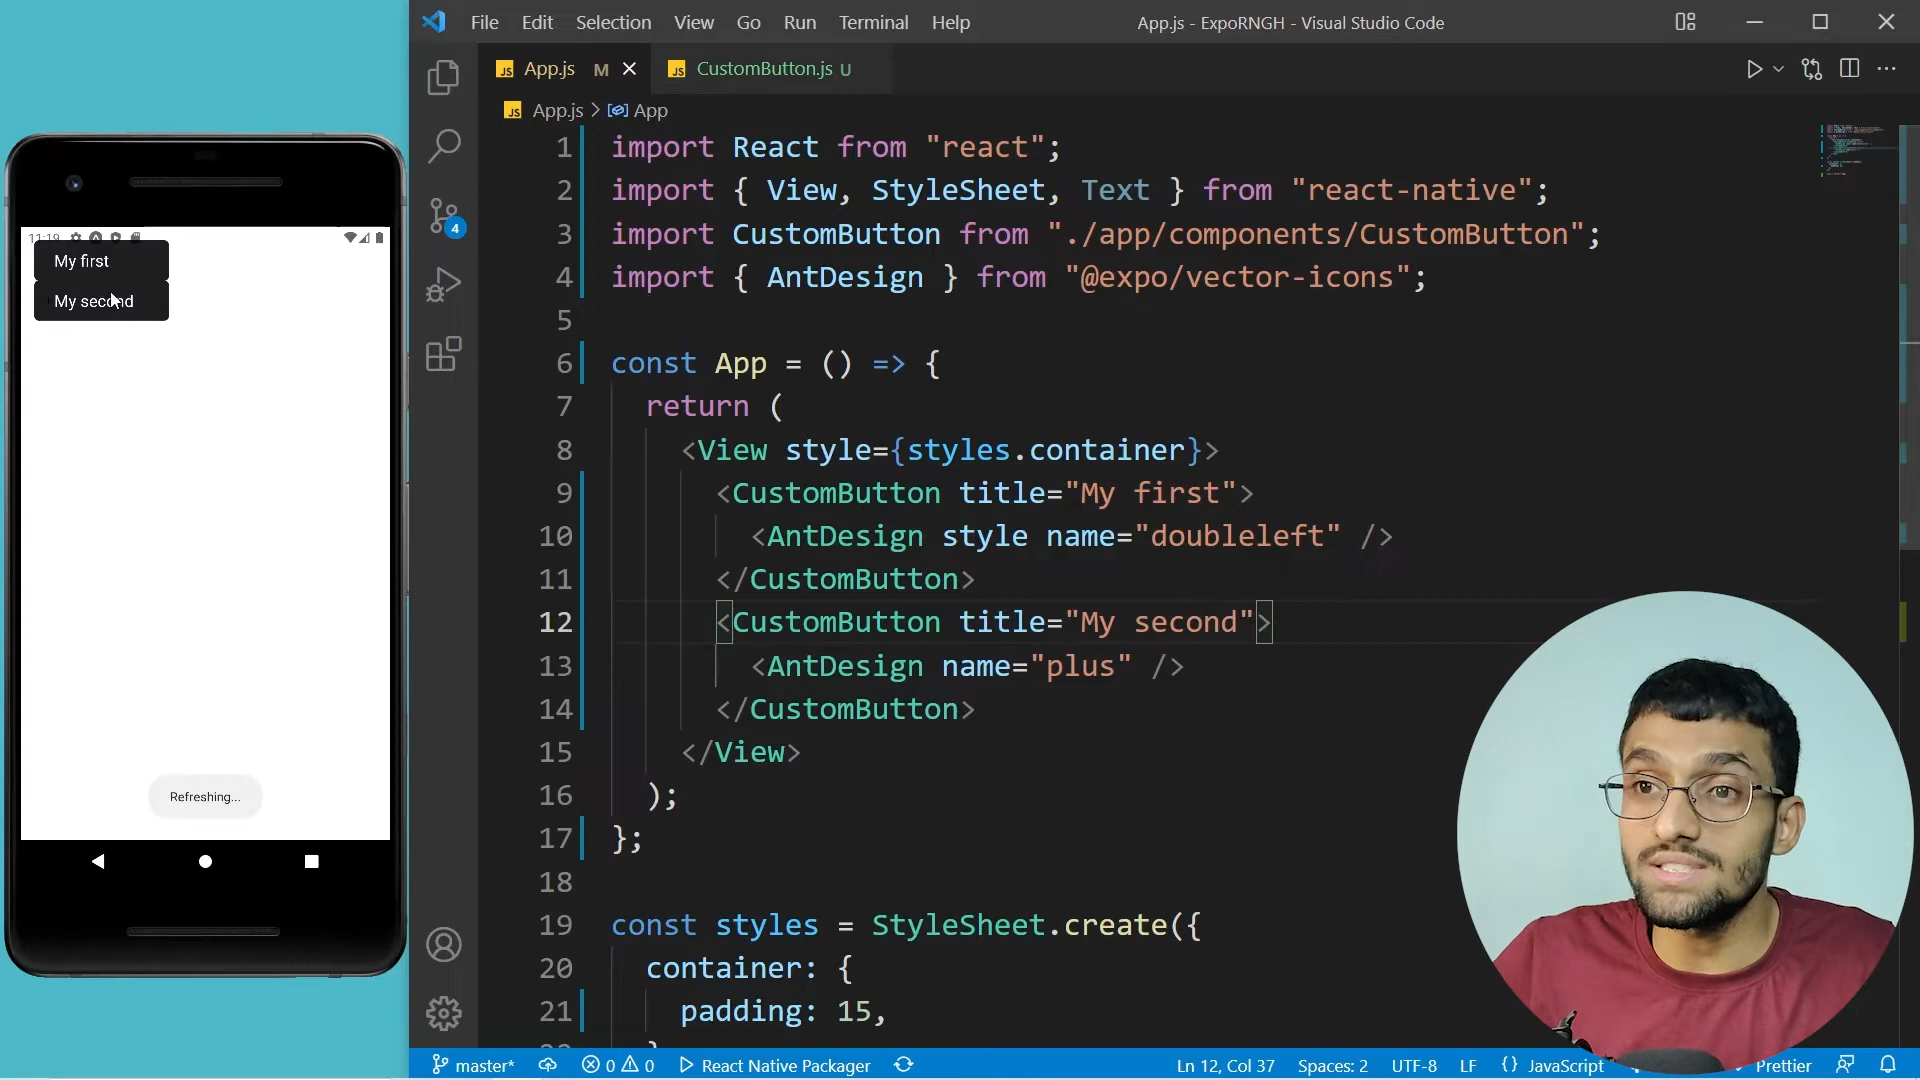 File Edit Selection View Go Run Terminal Help
App.js - ExpoRNGH - Visual Studio Code
JS App.js M
JS CustomButton.js U
JS App.js > App
1 import React from "react";
2 import { View, StyleSheet, Text } from "react-native";
3 import CustomButton from "./app/components/CustomButton";
4 import { AntDesign } from "@expo/vector-icons";
5
6 const App = () => {
7 return (
8 <View style={styles.container}>
9 <CustomButton title="My first">
10 <AntDesign style name="doubleleft" />
11 </CustomButton>
12 <CustomButton title="My second">
13 <AntDesign name="plus" />
14 </CustomButton>
15 </View>
16 );
17 };
18
19 const styles = StyleSheet.create({
20 container: {
21 padding: 15,
4
11:19
My first
My second
Refreshing...
master*
0
0
React Native Packager
Ln 12, Col 37
Spaces: 2
UTF-8
LF
{} JavaScript
Prettier